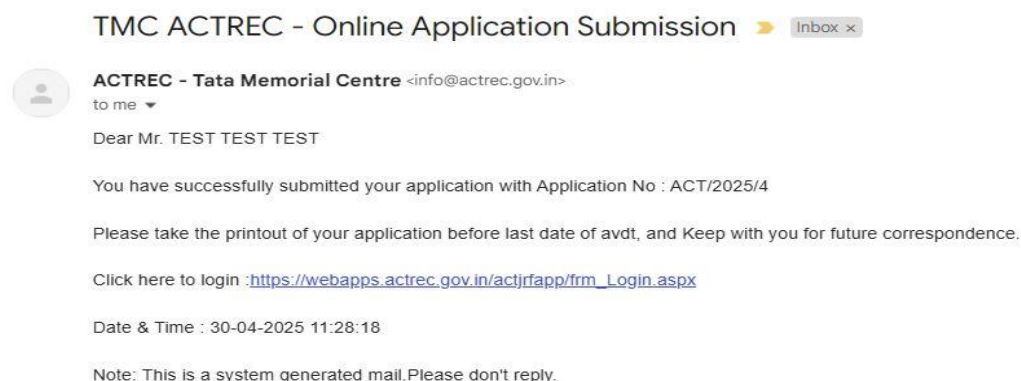 TMC ACTREC - Online Application Submission Inbox ×
ACTREC - Tata Memorial Centre <info@actrec.gov.in>
to me
Dear Mr. TEST TEST TEST
You have successfully submitted your application with Application No : ACT/2025/4
Please take the printout of your application before last date of avdt, and Keep with you for future correspondence.
Click here to login :https://webapps.actrec.gov.in/actjrfapp/frm_Login.aspx
Date & Time : 30-04-2025 11:28:18
Note: This is a system generated mail.Please don't reply.